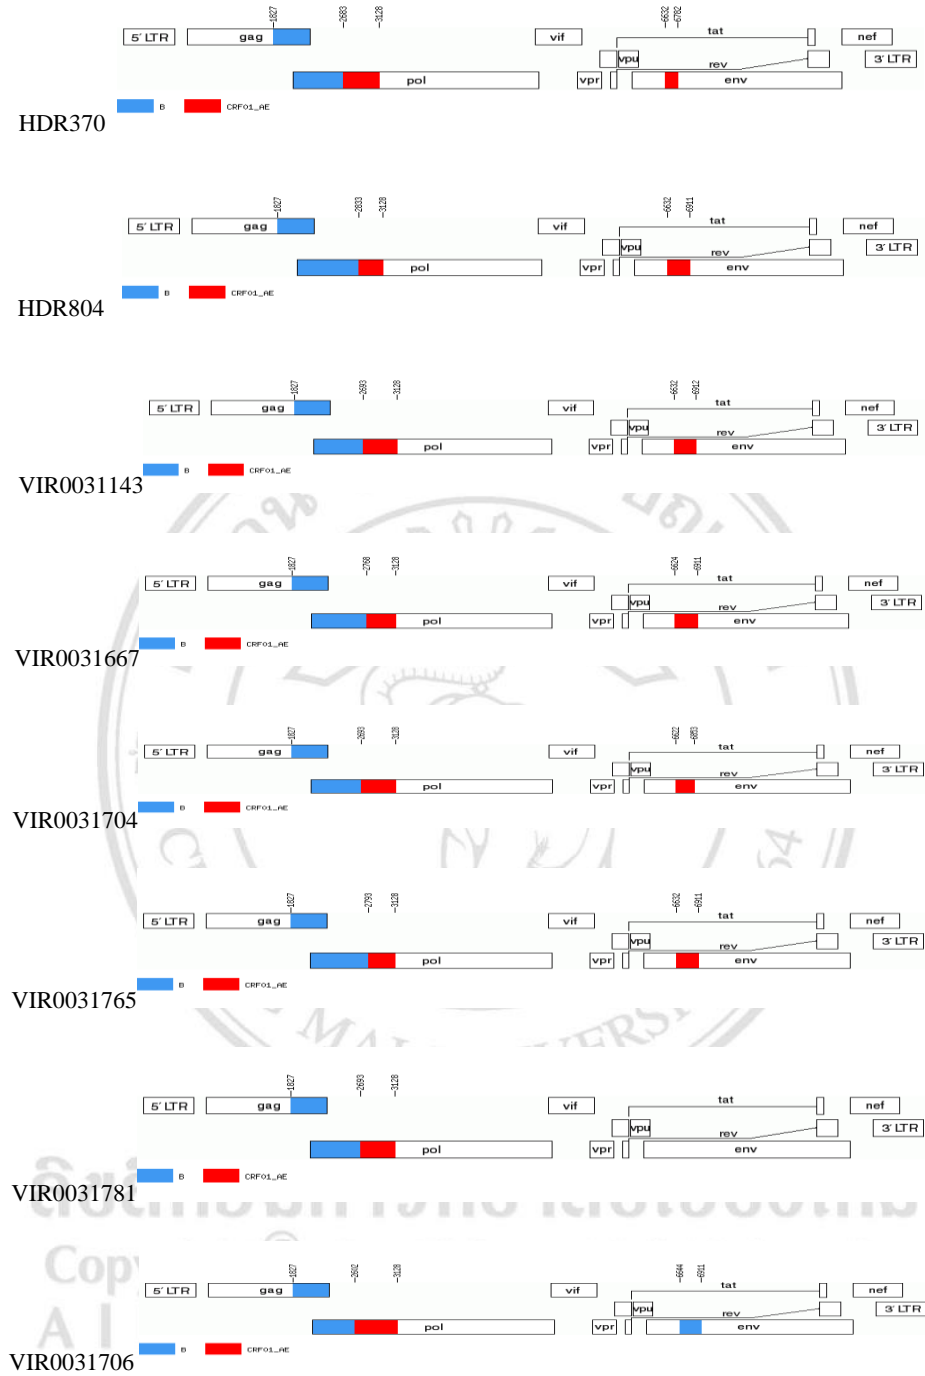 1827 2683 3128 6632 6782
5′ LTR gag vif tat nef
vpu rev 3′ LTR
pol vpr env
B CRF01_AE
HDR370
1827 2833 3128 6632 6911
5′ LTR gag vif tat nef
vpu rev 3′ LTR
pol vpr env
B CRF01_AE
HDR804
1827 2693 3128 6632 6912
5′ LTR gag vif tat nef
vpu rev 3′ LTR
pol vpr env
B CRF01_AE
VIR0031143
1827 2768 3128 6624 6911
5′ LTR gag vif tat nef
vpu rev 3′ LTR
pol vpr env
B CRF01_AE
VIR0031667
1827 2693 3128 6622 6853
5′ LTR gag vif tat nef
vpu rev 3′ LTR
pol vpr env
B CRF01_AE
VIR0031704
1827 2793 3128 6632 6911
5′ LTR gag vif tat nef
vpu rev 3′ LTR
pol vpr env
B CRF01_AE
VIR0031765
1827 2693 3128
5′ LTR gag vif tat nef
vpu rev 3′ LTR
pol vpr env
B CRF01_AE
VIR0031781
1827 2602 3128 6644 6911
5′ LTR gag vif tat nef
vpu rev 3′ LTR
pol vpr env
B CRF01_AE
VIR0031706